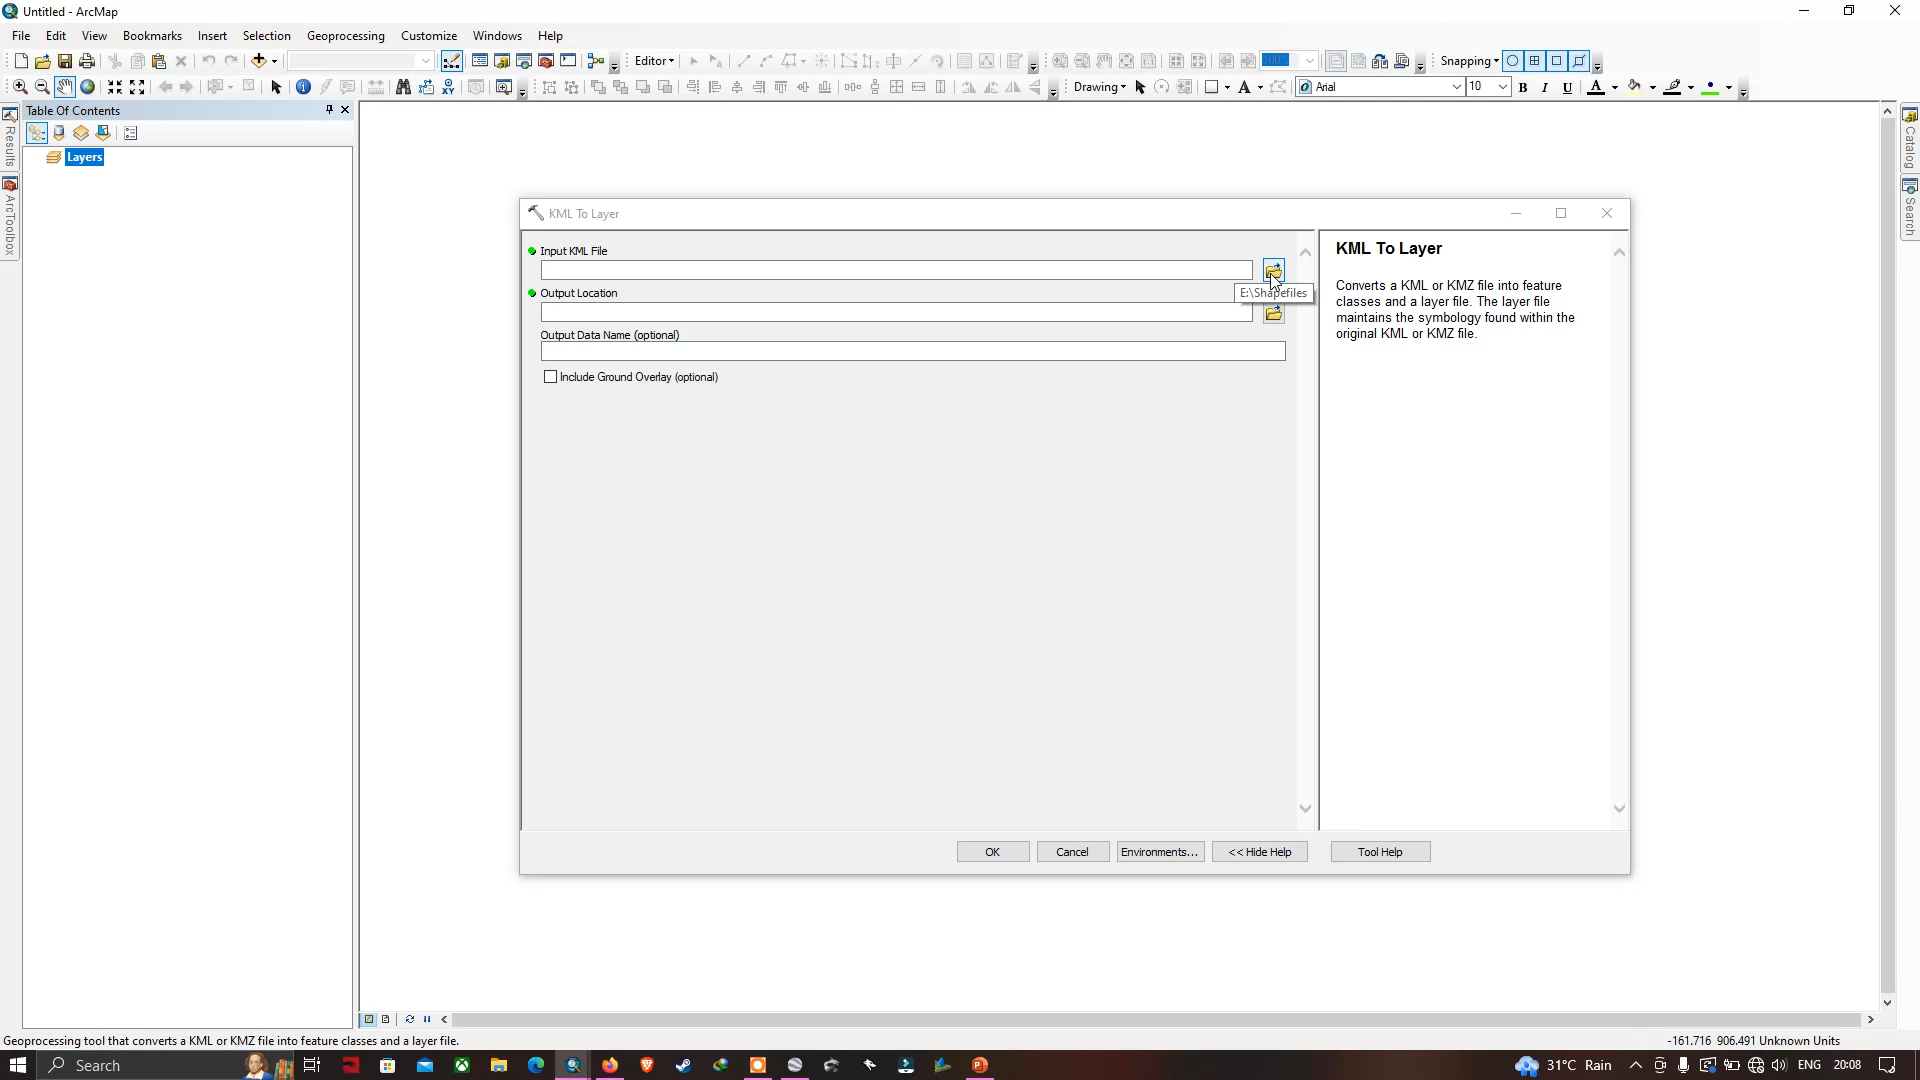 Untitled - ArcMap
File Edit View Bookmarks Insert Selection Geoprocessing Customize Windows Help
Editor
100%
Snapping
Drawing
Arial
10
B I U
A
Table Of Contents
Layers
Results
ArcToolbox
Catalog
Search
KML To Layer
Input KML File
E:\Shapefiles
Output Location
Output Data Name (optional)
Include Ground Overlay (optional)
KML To Layer
Converts a KML or KMZ file into feature
classes and a layer file. The layer file
maintains the symbology found within the
original KML or KMZ file.
OK
Cancel
Environments...
<< Hide Help
Tool Help
Geoprocessing tool that converts a KML or KMZ file into feature classes and a layer file.
-161.716 906.491 Unknown Units
Search
31°C Rain
ENG
20:08